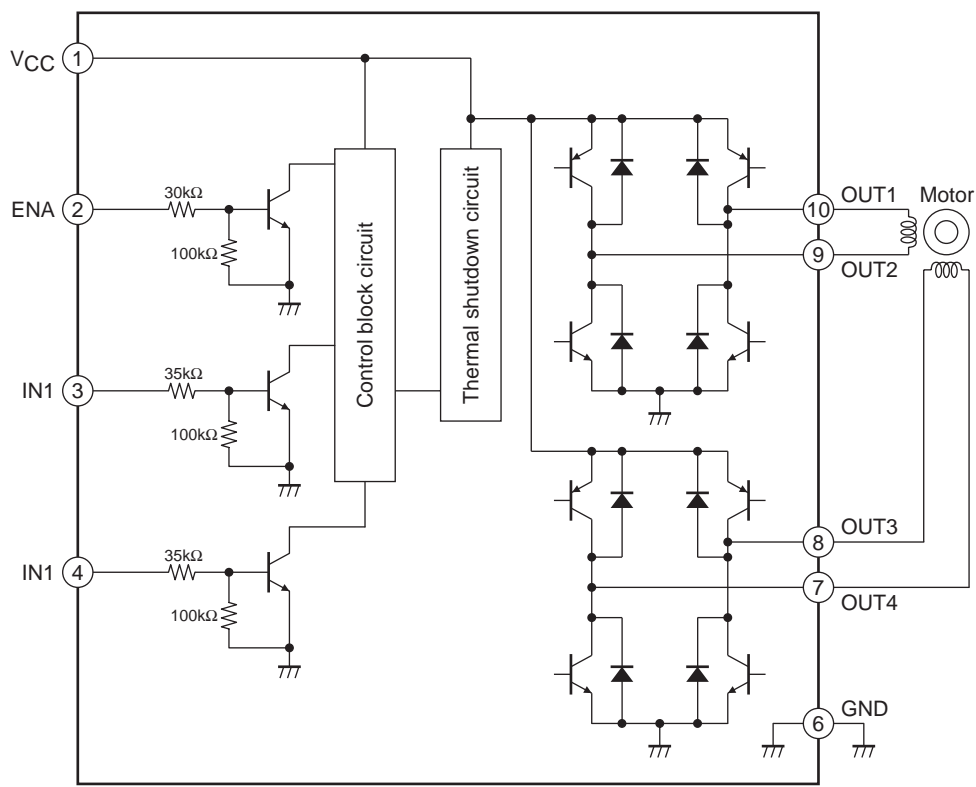 VCC 1
ENA 2
30kΩ
100kΩ
IN1 3
35kΩ
100kΩ
IN1 4
35kΩ
100kΩ
Control block circuit
Thermal shutdown circuit
10 OUT1
Motor
9 OUT2
8 OUT3
7 OUT4
6 GND